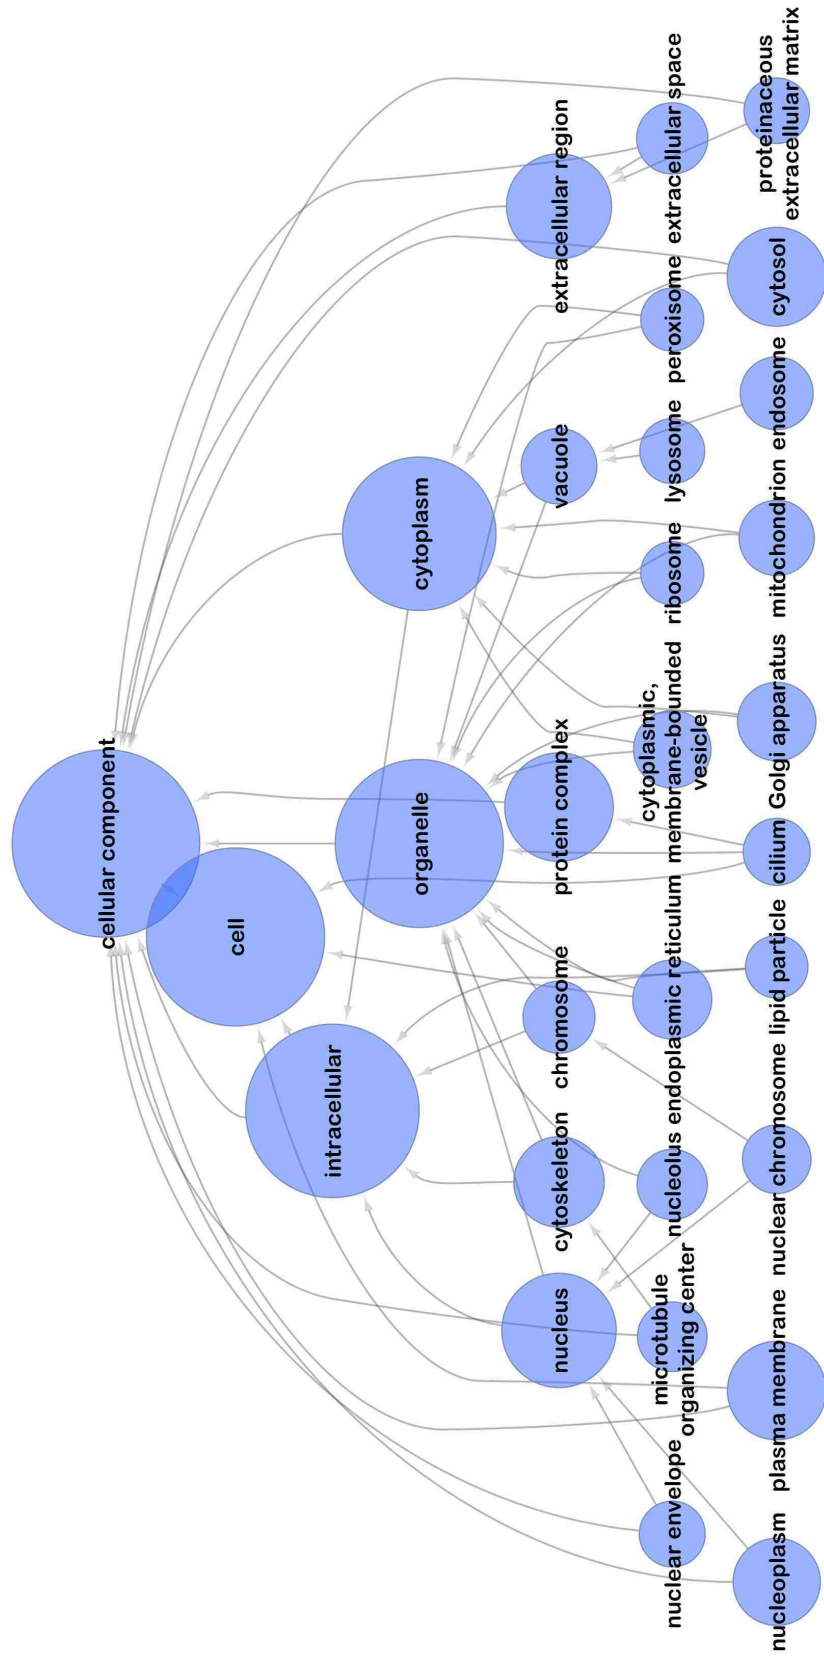 cellular component
cell
intracellular
organelle
cytoplasm
nucleus
cytoskeleton
chromosome
protein complex
vacuole
extracellular region
nuclear envelope
microtubule
organizing center
nucleolus
endoplasmic reticulum
cytoplasmic,
membrane-bounded
vesicle
ribosome
lysosome
peroxisome
extracellular space
nucleoplasm
plasma membrane
nuclear chromosome
lipid particle
cilium
Golgi apparatus
mitochondrion
endosome
cytosol
proteinaceous
extracellular matrix